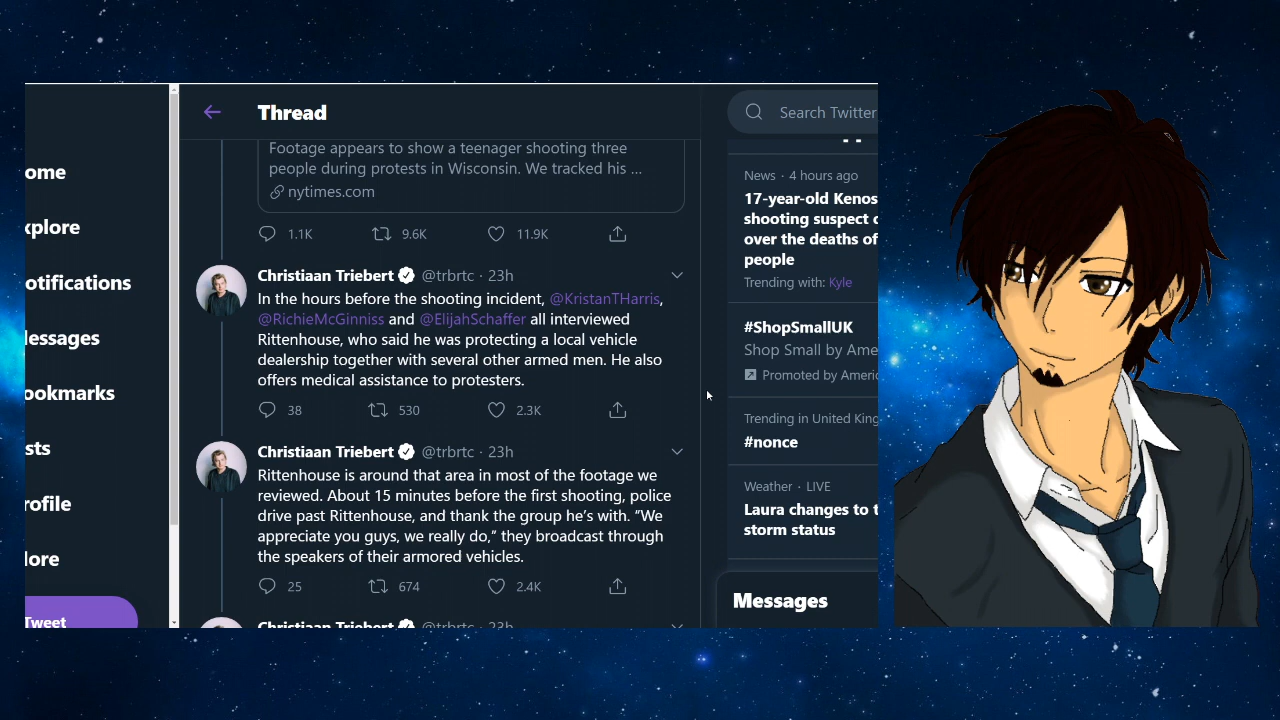 Thread
Search Twitter
ome
xplore
otifications
essages
ookmarks
sts
rofile
ore
Tweet
Footage appears to show a teenager shooting three
people during protests in Wisconsin. We tracked his ...
nytimes.com
1.1K 9.6K 11.9K
Christiaan Triebert @trbrtc · 23h
In the hours before the shooting incident, @KristanTHarris,
@RichieMcGinniss and @ElijahSchaffer all interviewed
Rittenhouse, who said he was protecting a local vehicle
dealership together with several other armed men. He also
offers medical assistance to protesters.
38 530 2.3K
Christiaan Triebert @trbrtc · 23h
Rittenhouse is around that area in most of the footage we
reviewed. About 15 minutes before the first shooting, police
drive past Rittenhouse, and thank the group he’s with. “We
appreciate you guys, we really do,” they broadcast through
the speakers of their armored vehicles.
25 674 2.4K
Christiaan Triebert @trbrtc · 23h
News · 4 hours ago
17-year-old Kenos
shooting suspect c
over the deaths of
people
Trending with: Kyle
#ShopSmallUK
Shop Small by Ame
Promoted by Americ
Trending in United King
#nonce
Weather · LIVE
Laura changes to t
storm status
Messages